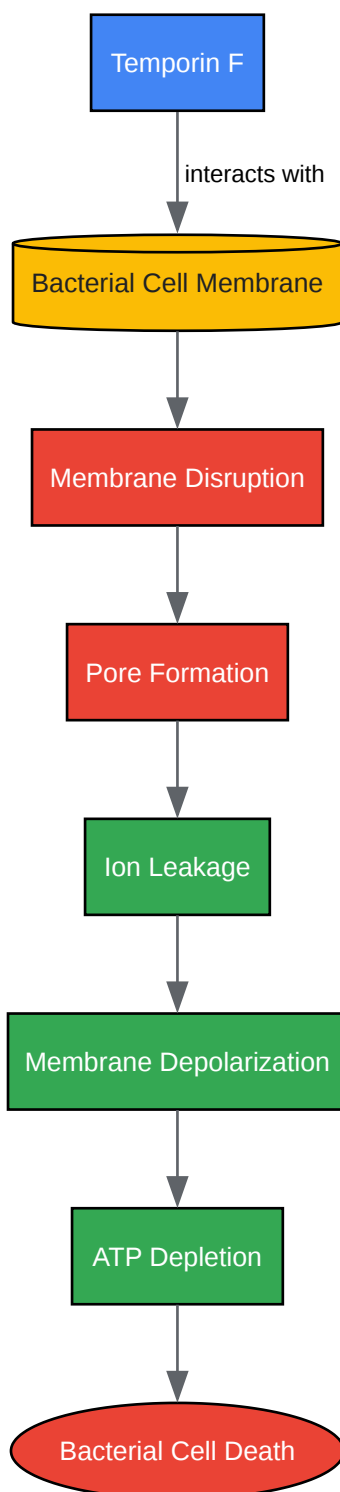 Temporin F
interacts with
Bacterial Cell Membrane
Membrane Disruption
Pore Formation
Ion Leakage
Membrane Depolarization
ATP Depletion
Bacterial Cell Death